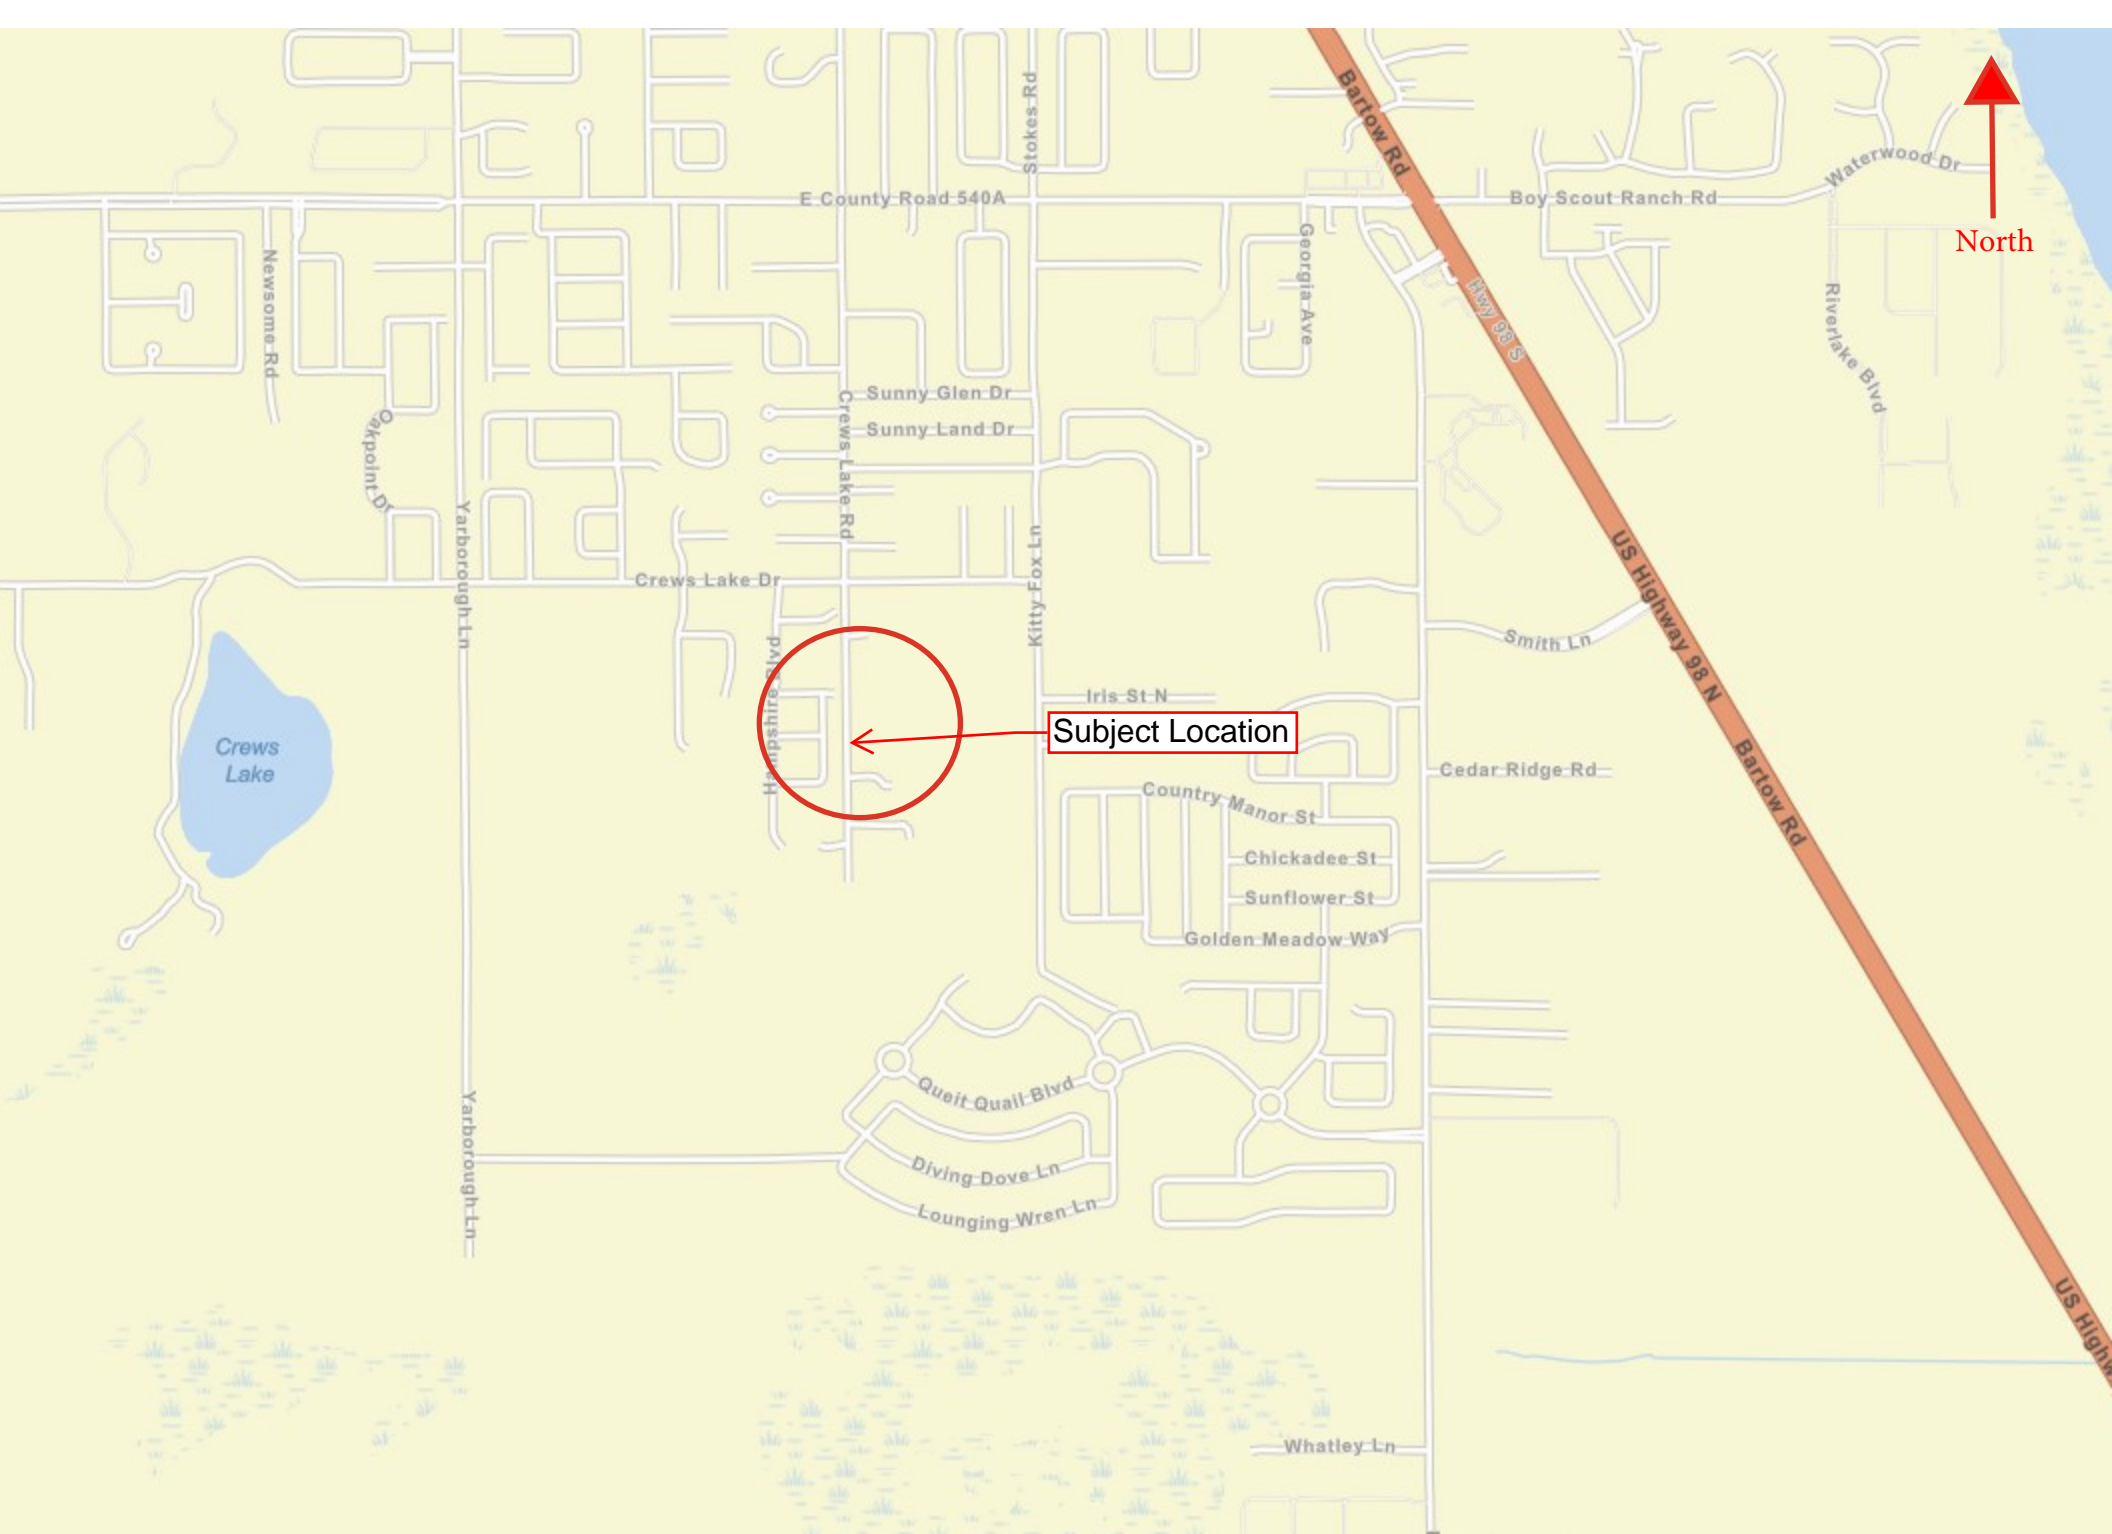 Bartow Rd
Stokes Rd
Waterwood Dr
E County Road 540A
Boy Scout Ranch Rd
North
Newsome Rd
Georgia Ave
Hwy 98 S
Riverlake Blvd
Sunny Glen Dr
Crews Lake Rd
Sunny Land Dr
Oakpoint Dr
Yarborough Ln
Kitty Fox Ln
US Highway 98 N
Crews Lake Dr
Smith Ln
Hampshire Blvd
Iris St N
Subject Location
Crews
Lake
Bartow Rd
Cedar Ridge Rd
Country Manor St
Chickadee St
Sunflower St
Golden Meadow Way
Queit Quail Blvd
Yarborough Ln
Diving Dove Ln
Lounging Wren Ln
US Highw
Whatley Ln